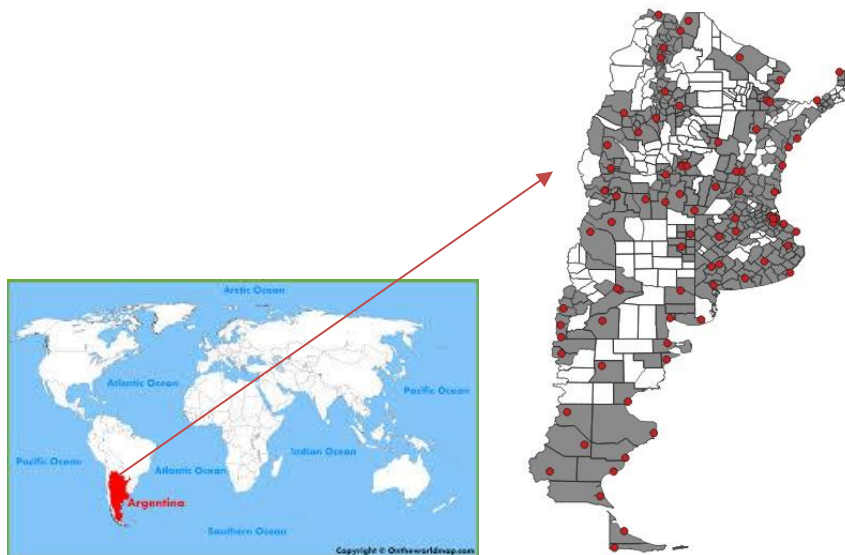 Arctic Ocean
Atlantic Ocean
Pacific Ocean
Indian Ocean
Pacific Ocean
Atlantic Ocean
Argentina
Southern Ocean
Copyright © Ontheworldmap.com